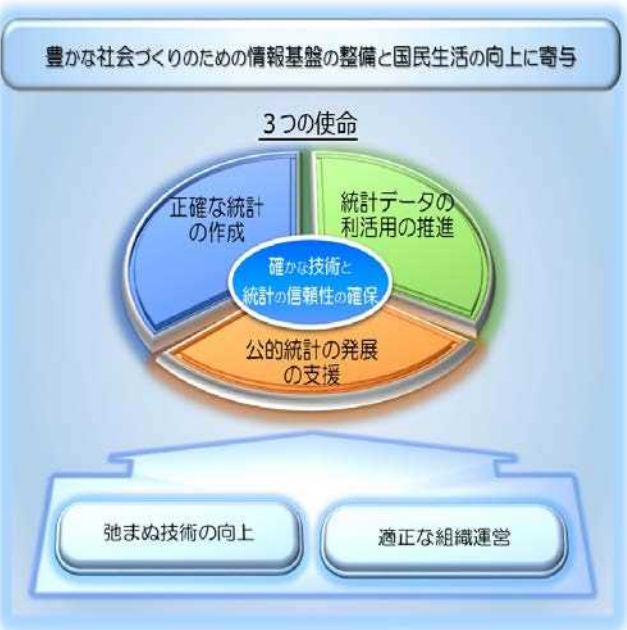 豊かな社会づくりのための情報基盤の整備と国民生活の向上に寄与
3つの使命
正確な統計
の作成
統計データの
利活用の推進
確かな技術と
統計の信頼性の確保
公的統計の発展
の支援
弛まぬ技術の向上
適正な組織運営